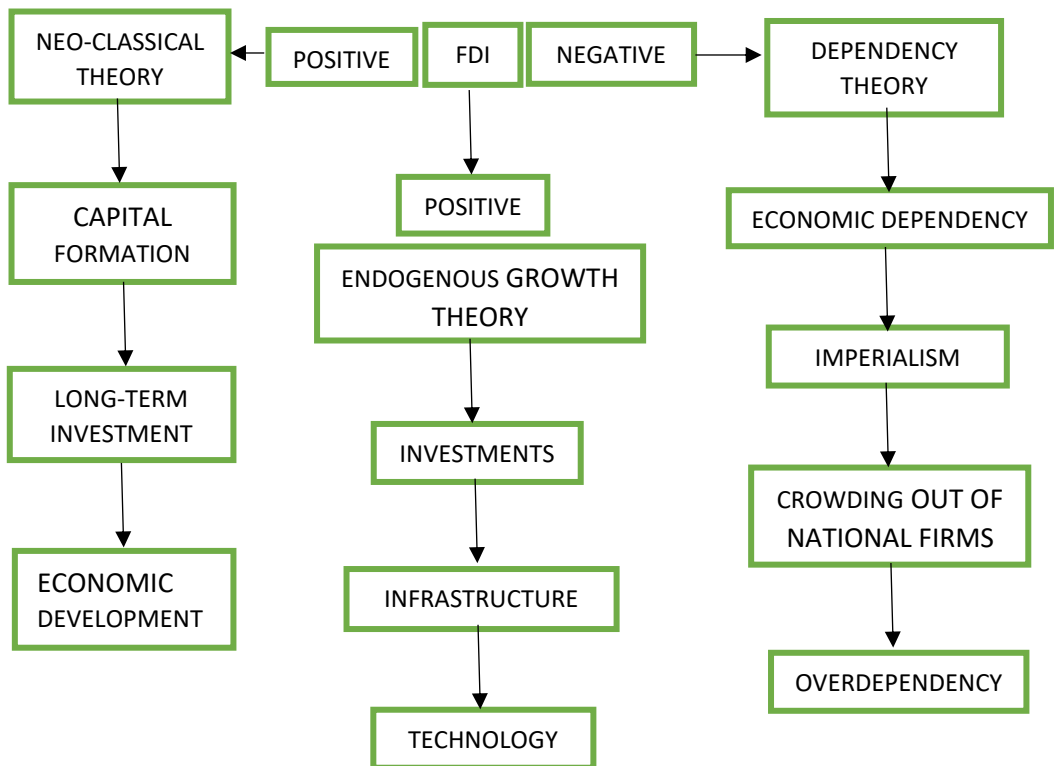 NEO-CLASSICAL
THEORY
POSITIVE
FDI
NEGATIVE
DEPENDENCY
THEORY
CAPITAL
FORMATION
POSITIVE
ECONOMIC DEPENDENCY
ENDOGENOUS GROWTH
THEORY
IMPERIALISM
LONG-TERM
INVESTMENT
INVESTMENTS
CROWDING OUT OF
NATIONAL FIRMS
ECONOMIC
DEVELOPMENT
INFRASTRUCTURE
OVERDEPENDENCY
TECHNOLOGY